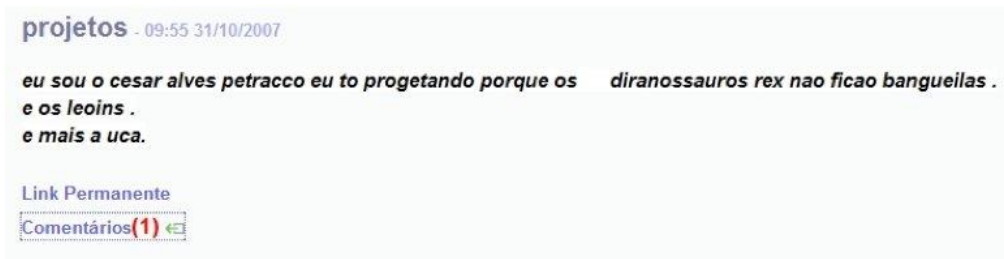 projetos - 09:55 31/10/2007
eu sou o cesar alves petracco eu to progetando porque os diranossauros rex nao ficao bangueilas .
e os leoins .
e mais a uca.
Link Permanente
Comentários(1)